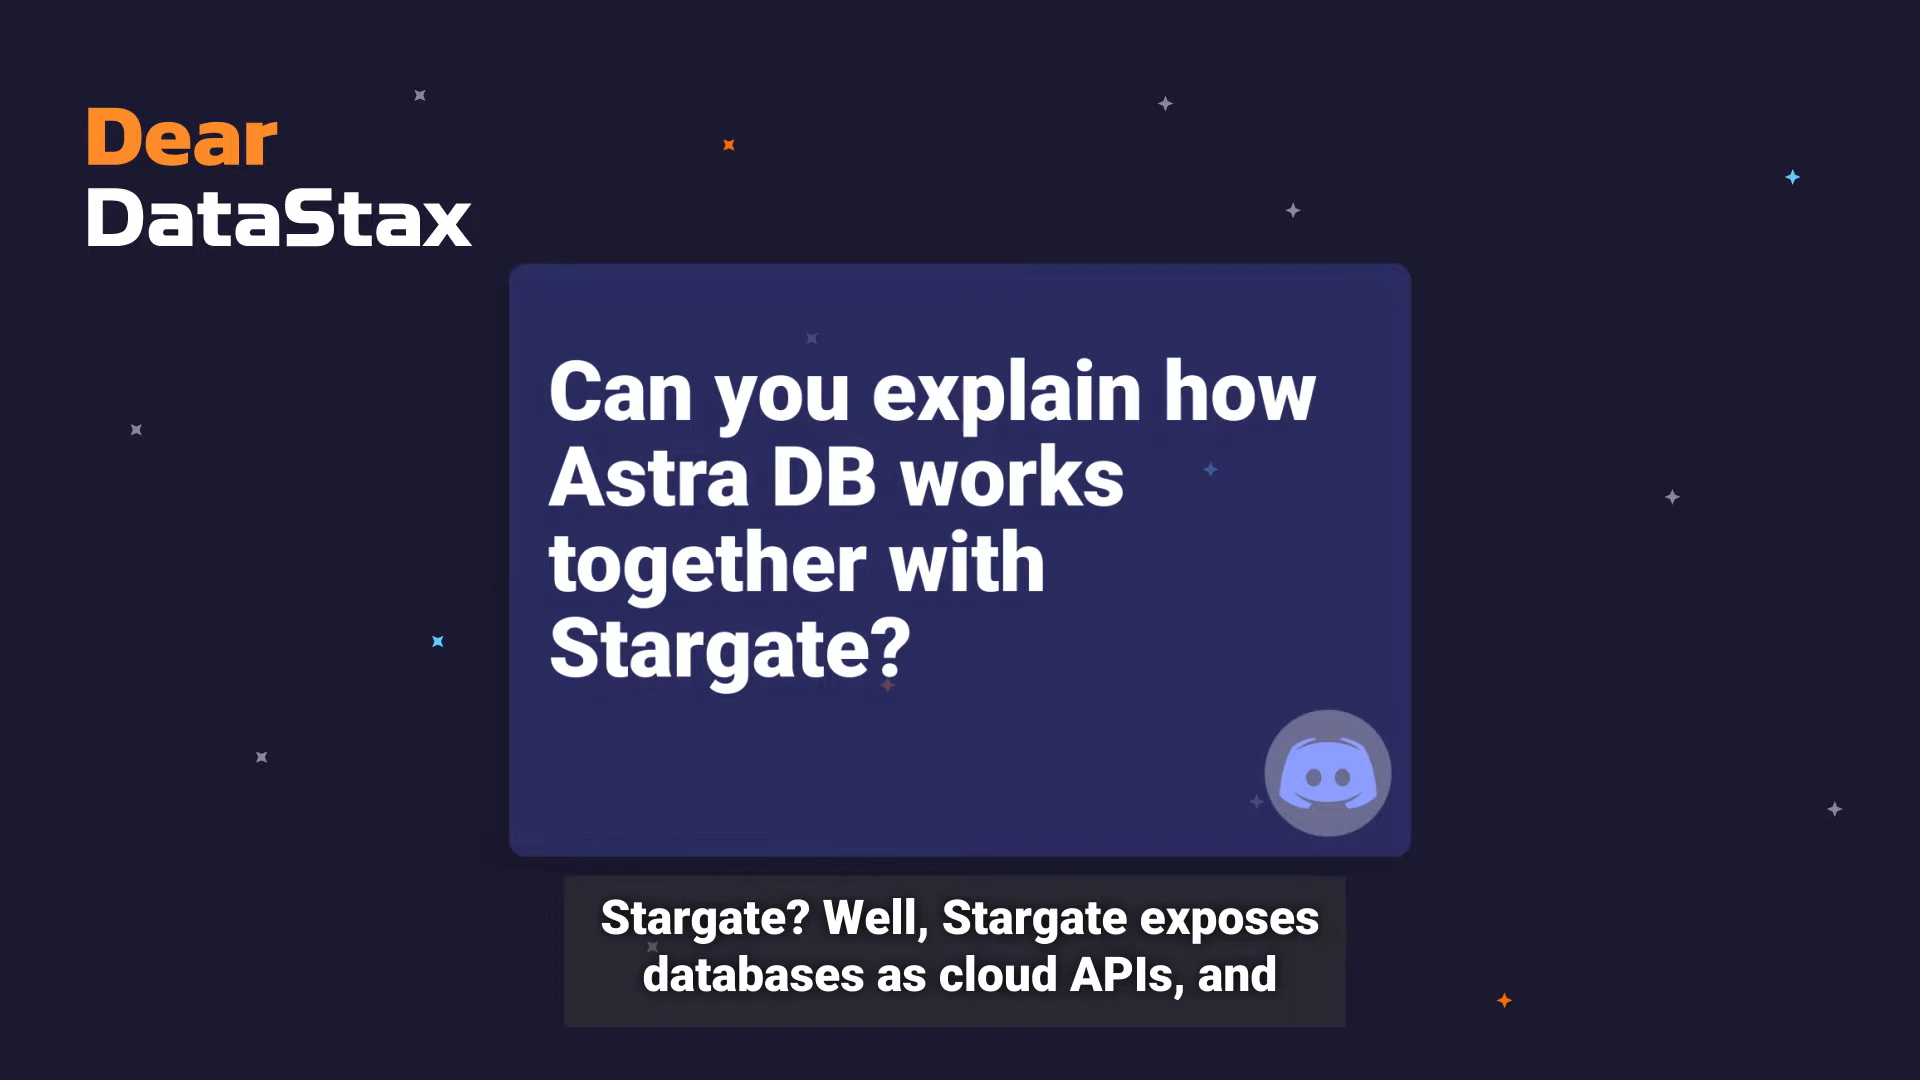 Dear
DataStax
Can you explain how
Astra DB works
together with
Stargate?
Stargate? Well, Stargate exposes
databases as cloud APIs, and